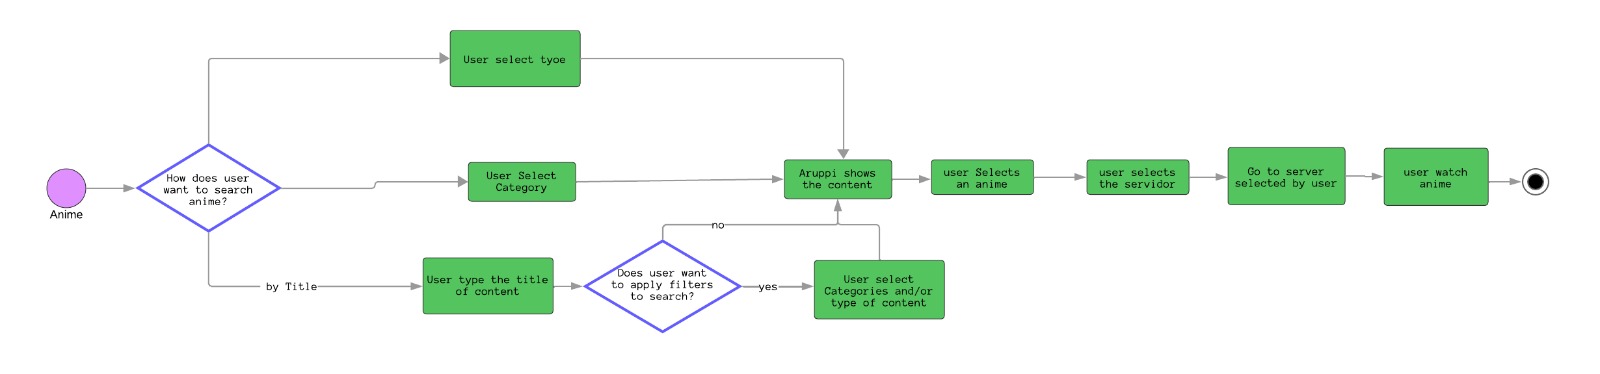 User select tyoe
How does user
want to search
anime?
Anime
User Select
Category
Aruppi shows
the content
user Selects
an anime
user selects
the servidor
Go to server
selected by user
user watch
anime
no
by Title
User type the title
of content
Does user want
to apply filters
to search?
yes
User select
Categories and/or
type of content